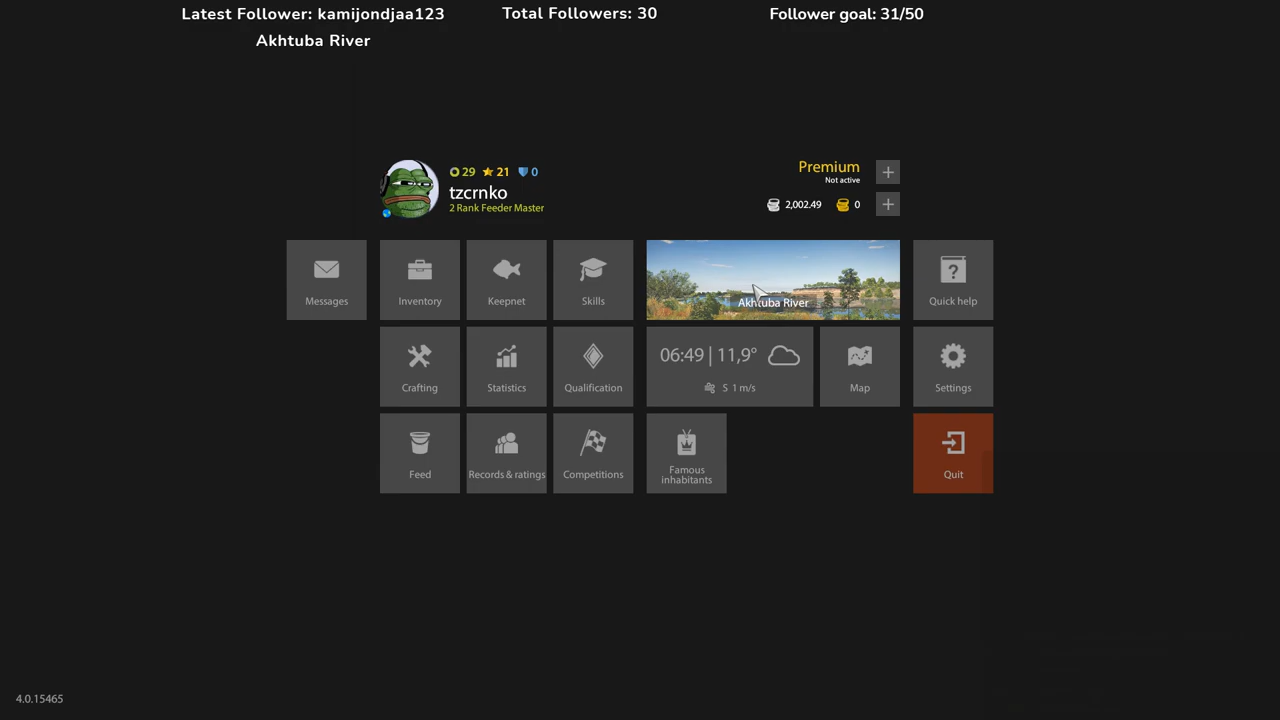 Latest Follower: kamijondjaa123
Total Followers: 30
Follower goal: 31/50
Akhtuba River
29 21 0
tzcrnko
2 Rank Feeder Master
Premium
Not active
2,002.49 0
Messages
Inventory
Keepnet
Skills
Akhtuba River
Quick help
Crafting
Statistics
Qualification
06:49 | 11,9°
S 1 m/s
Map
Settings
Feed
Records & ratings
Competitions
Famous
inhabitants
Quit
4.0.15465